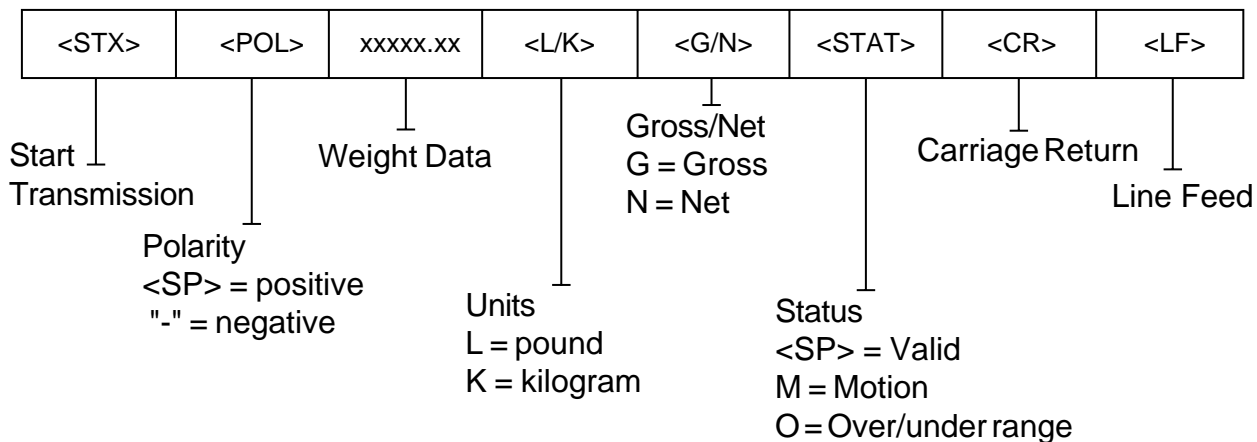 <STX> <POL> xxxxx.xx <L/K> <G/N> <STAT> <CR> <LF>
Start
Transmission
Polarity
<SP> = positive
"-" = negative
Weight Data
Units
L = pound
K = kilogram
Gross/Net
G = Gross
N = Net
Status
<SP> = Valid
M = Motion
O = Over/under range
Carriage Return
Line Feed